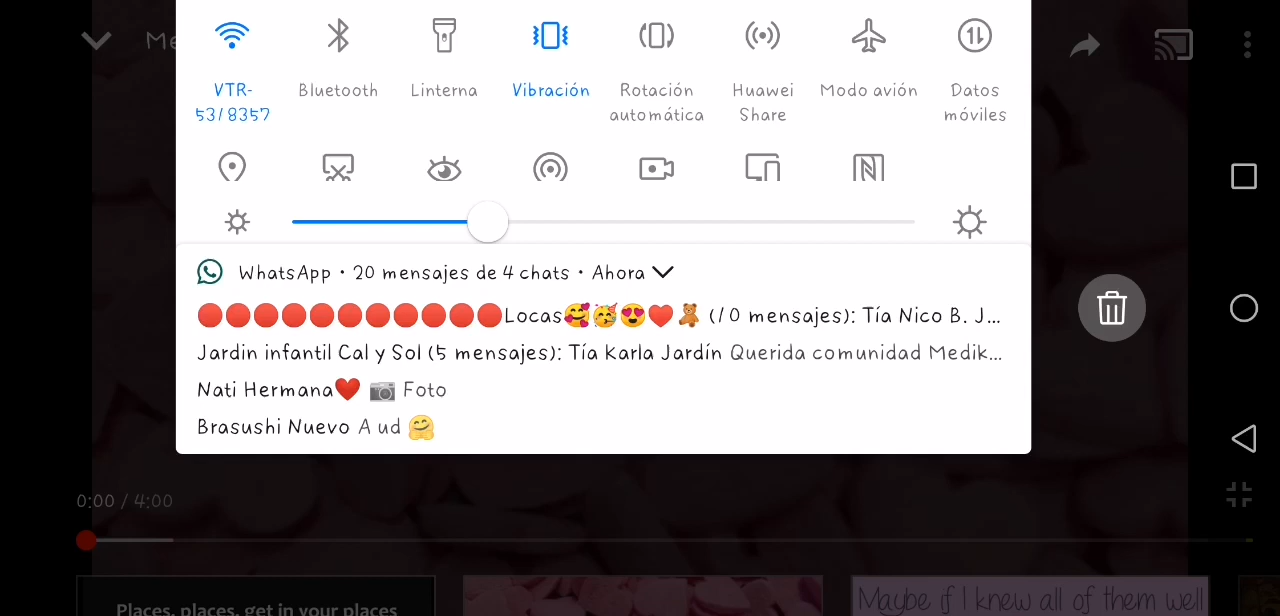 Me
VTR-
5318357
Bluetooth
Linterna
Vibración
Rotación
automática
Huawei
Share
Modo avión
Datos
móviles
WhatsApp • 20 mensajes de 4 chats • Ahora
🔴🔴🔴🔴🔴🔴🔴🔴🔴🔴🔴Locas🥰🥳😍❤️🧸 (10 mensajes): Tía Nico B. J...
Jardin infantil Cal y Sol (5 mensajes): Tía Karla Jardín Querida comunidad Medik...
Nati Hermana❤️ 📷 Foto
Brasushi Nuevo A ud 🤗
0:00 / 4:00
Places, places, get in your places
Maybe if I knew all of them well